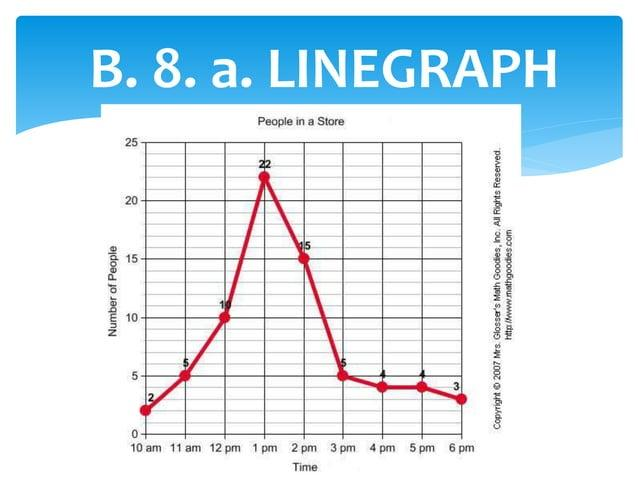 B. 8. a. LINEGRAPH
People in a Store
Number of People
25
20
15
10
5
0
2
5
10
22
15
5
4
4
3
10 am 11 am 12 pm 1 pm 2 pm 3 pm 4 pm 5 pm 6 pm
Time
Copyright © 2007 Mrs. Glosser's Math Goodies, Inc. All Rights Reserved.
http://www.mathgoodies.com